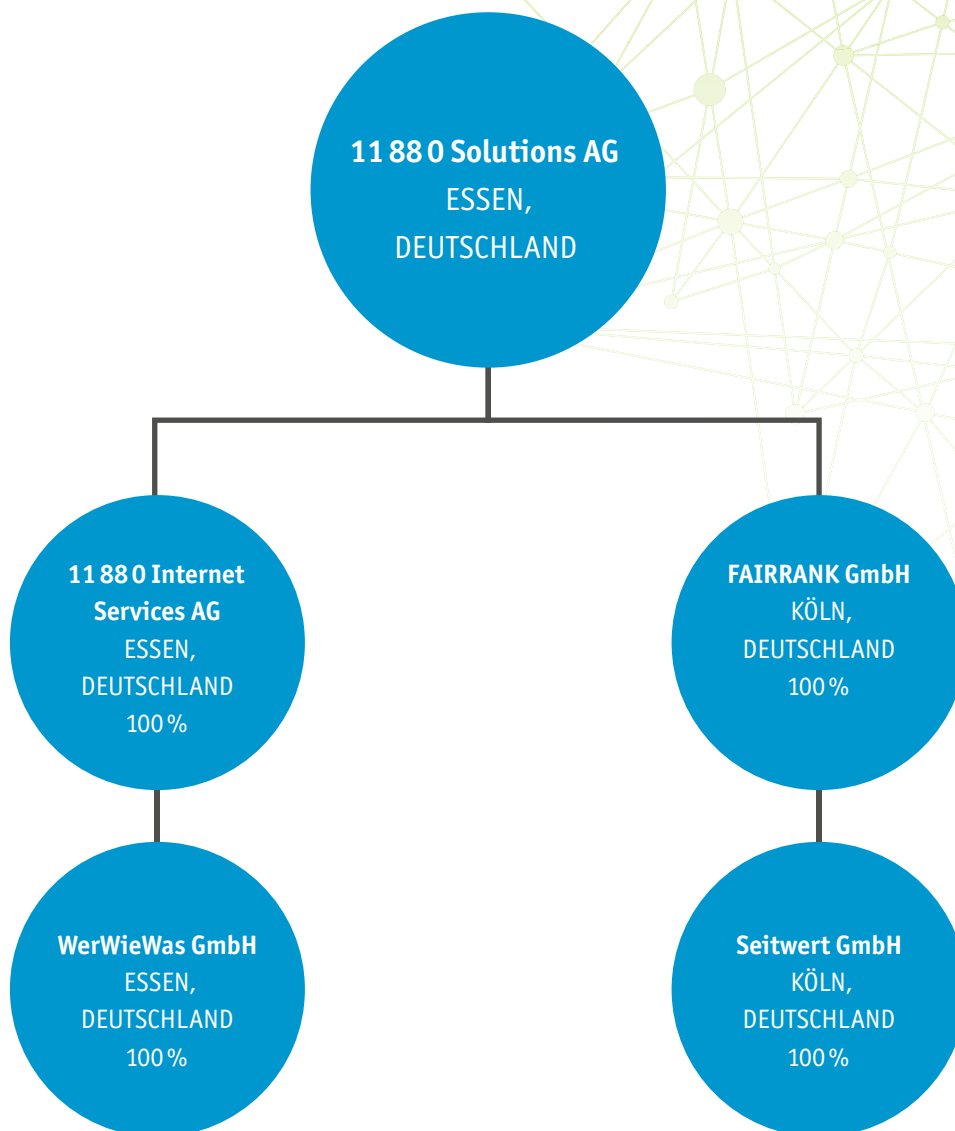 11 88 0 Solutions AG
ESSEN,
DEUTSCHLAND
11 88 0 Internet
Services AG
ESSEN,
DEUTSCHLAND
100 %
FAIRRANK GmbH
KÖLN,
DEUTSCHLAND
100 %
WerWieWas GmbH
ESSEN,
DEUTSCHLAND
100 %
Seitwert GmbH
KÖLN,
DEUTSCHLAND
100 %